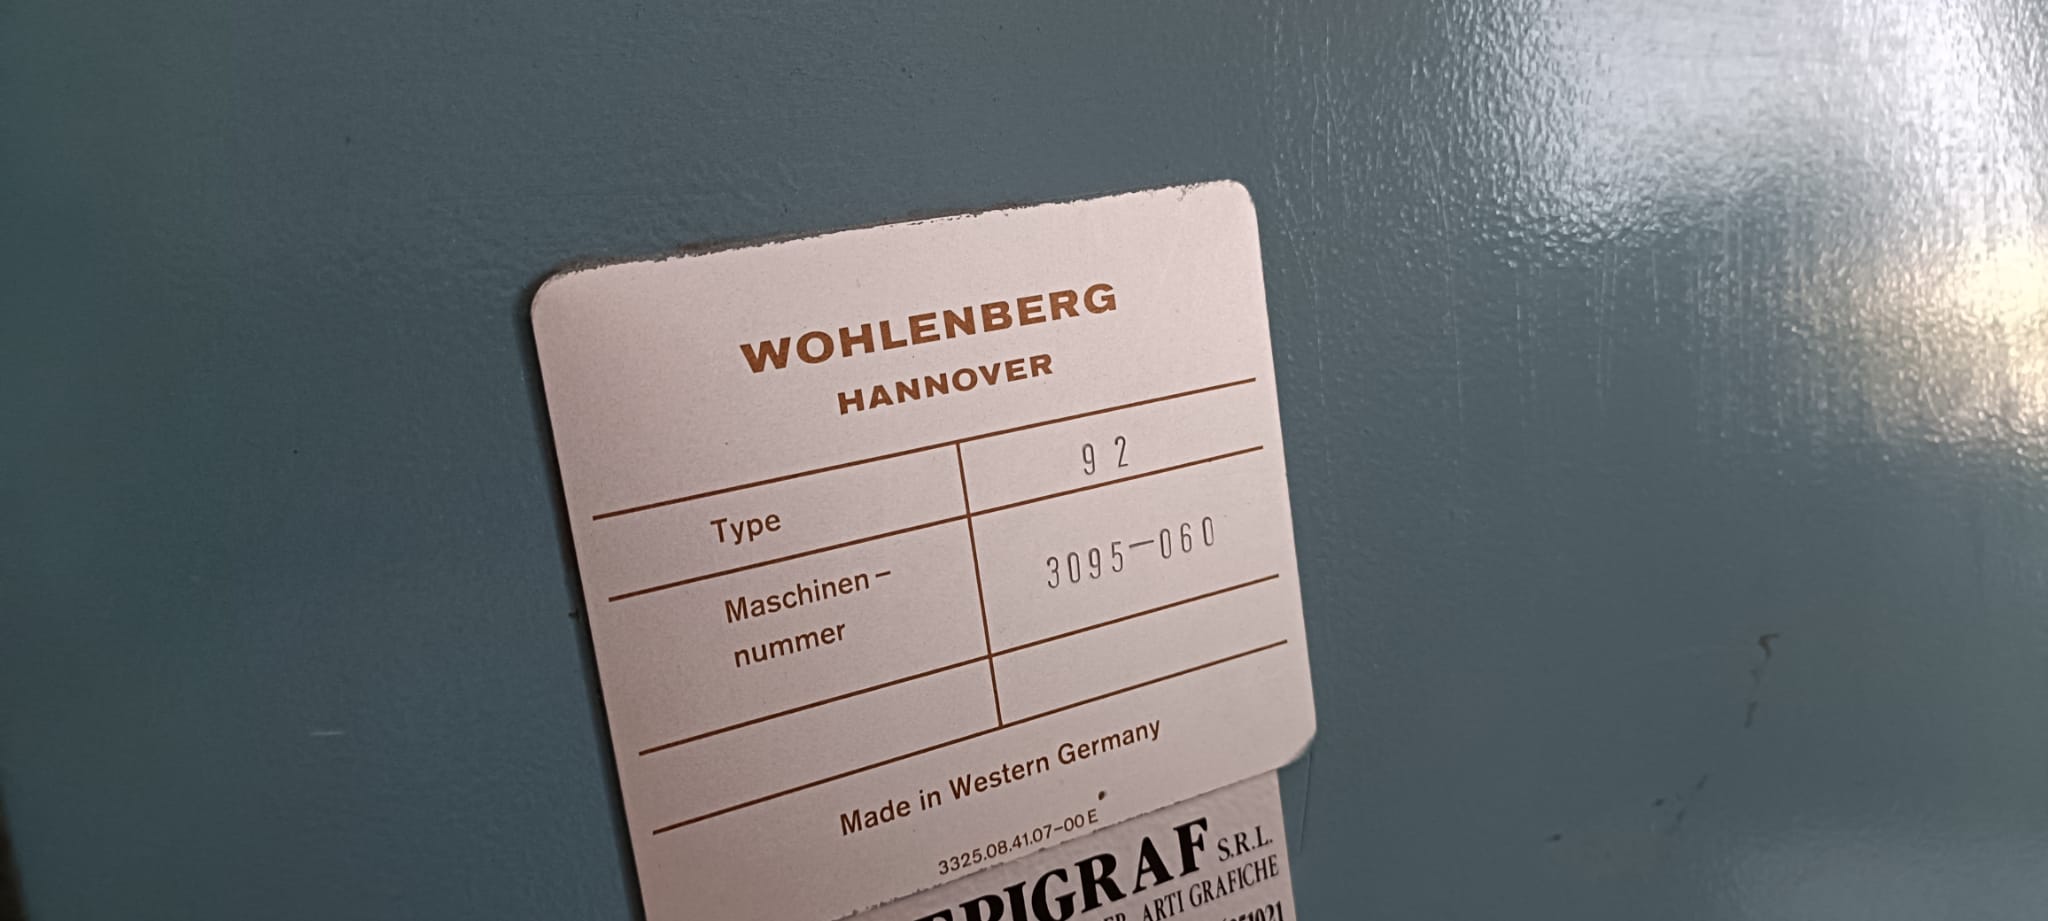 WOHLENBERG
HANNOVER
Type 92
Maschinen- 3095-060
nummer
Made in Western Germany
3325.08.41.07-00 E
PIGRAF S.R.L.
ARTI GRAFICHE